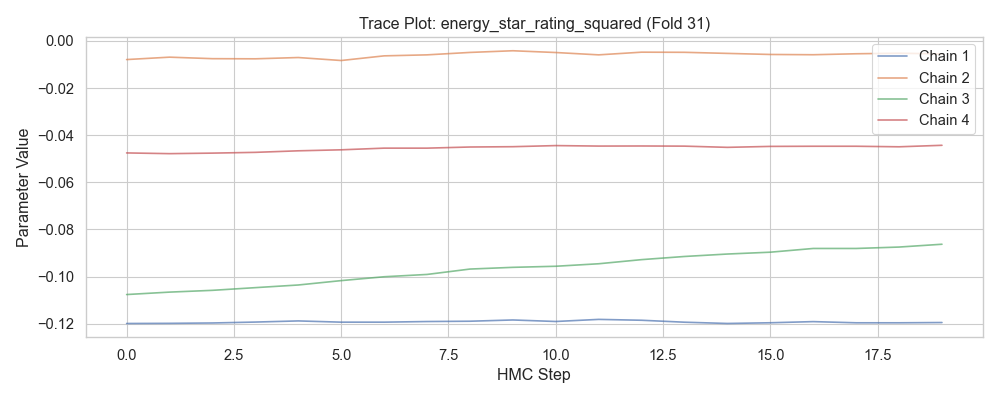 Trace Plot: energy_star_rating_squared (Fold 31)
0.00
−0.02
−0.04
−0.06
−0.08
−0.10
−0.12
Parameter Value
Chain 1
Chain 2
Chain 3
Chain 4
0.0 2.5 5.0 7.5 10.0 12.5 15.0 17.5
HMC Step